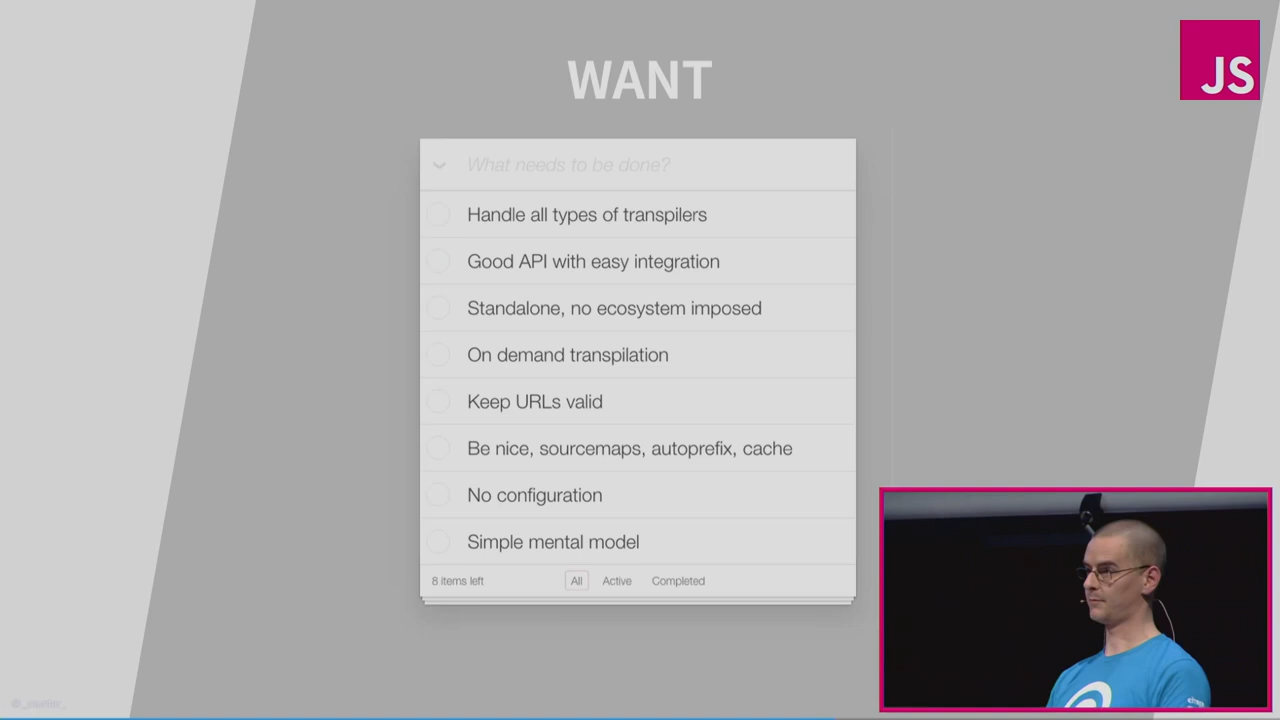 WANT
JS
What needs to be done?
Handle all types of transpilers
Good API with easy integration
Standalone, no ecosystem imposed
On demand transpilation
Keep URLs valid
Be nice, sourcemaps, autoprefix, cache
No configuration
Simple mental model
8 items left All Active Completed